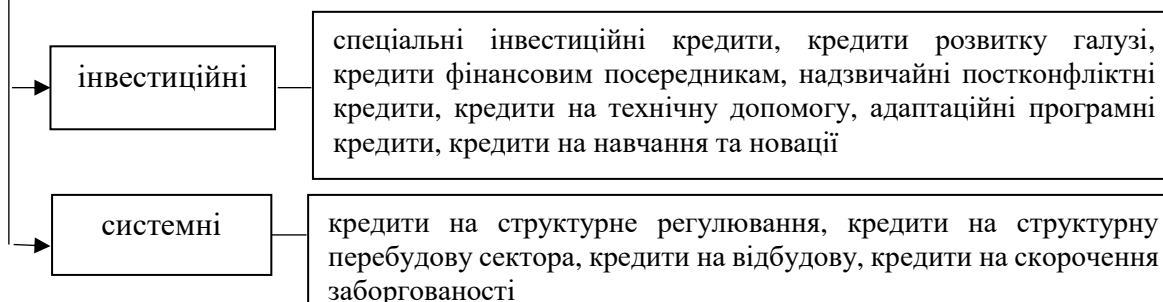 інвестиційні
спеціальні інвестиційні кредити, кредити розвитку галузі,
кредити фінансовим посередникам, надзвичайні постконфліктні
кредити, кредити на технічну допомогу, адаптаційні програмні
кредити, кредити на навчання та новації
системні
кредити на структурне регулювання, кредити на структурну
перебудову сектора, кредити на відбудову, кредити на скорочення
заборгованості